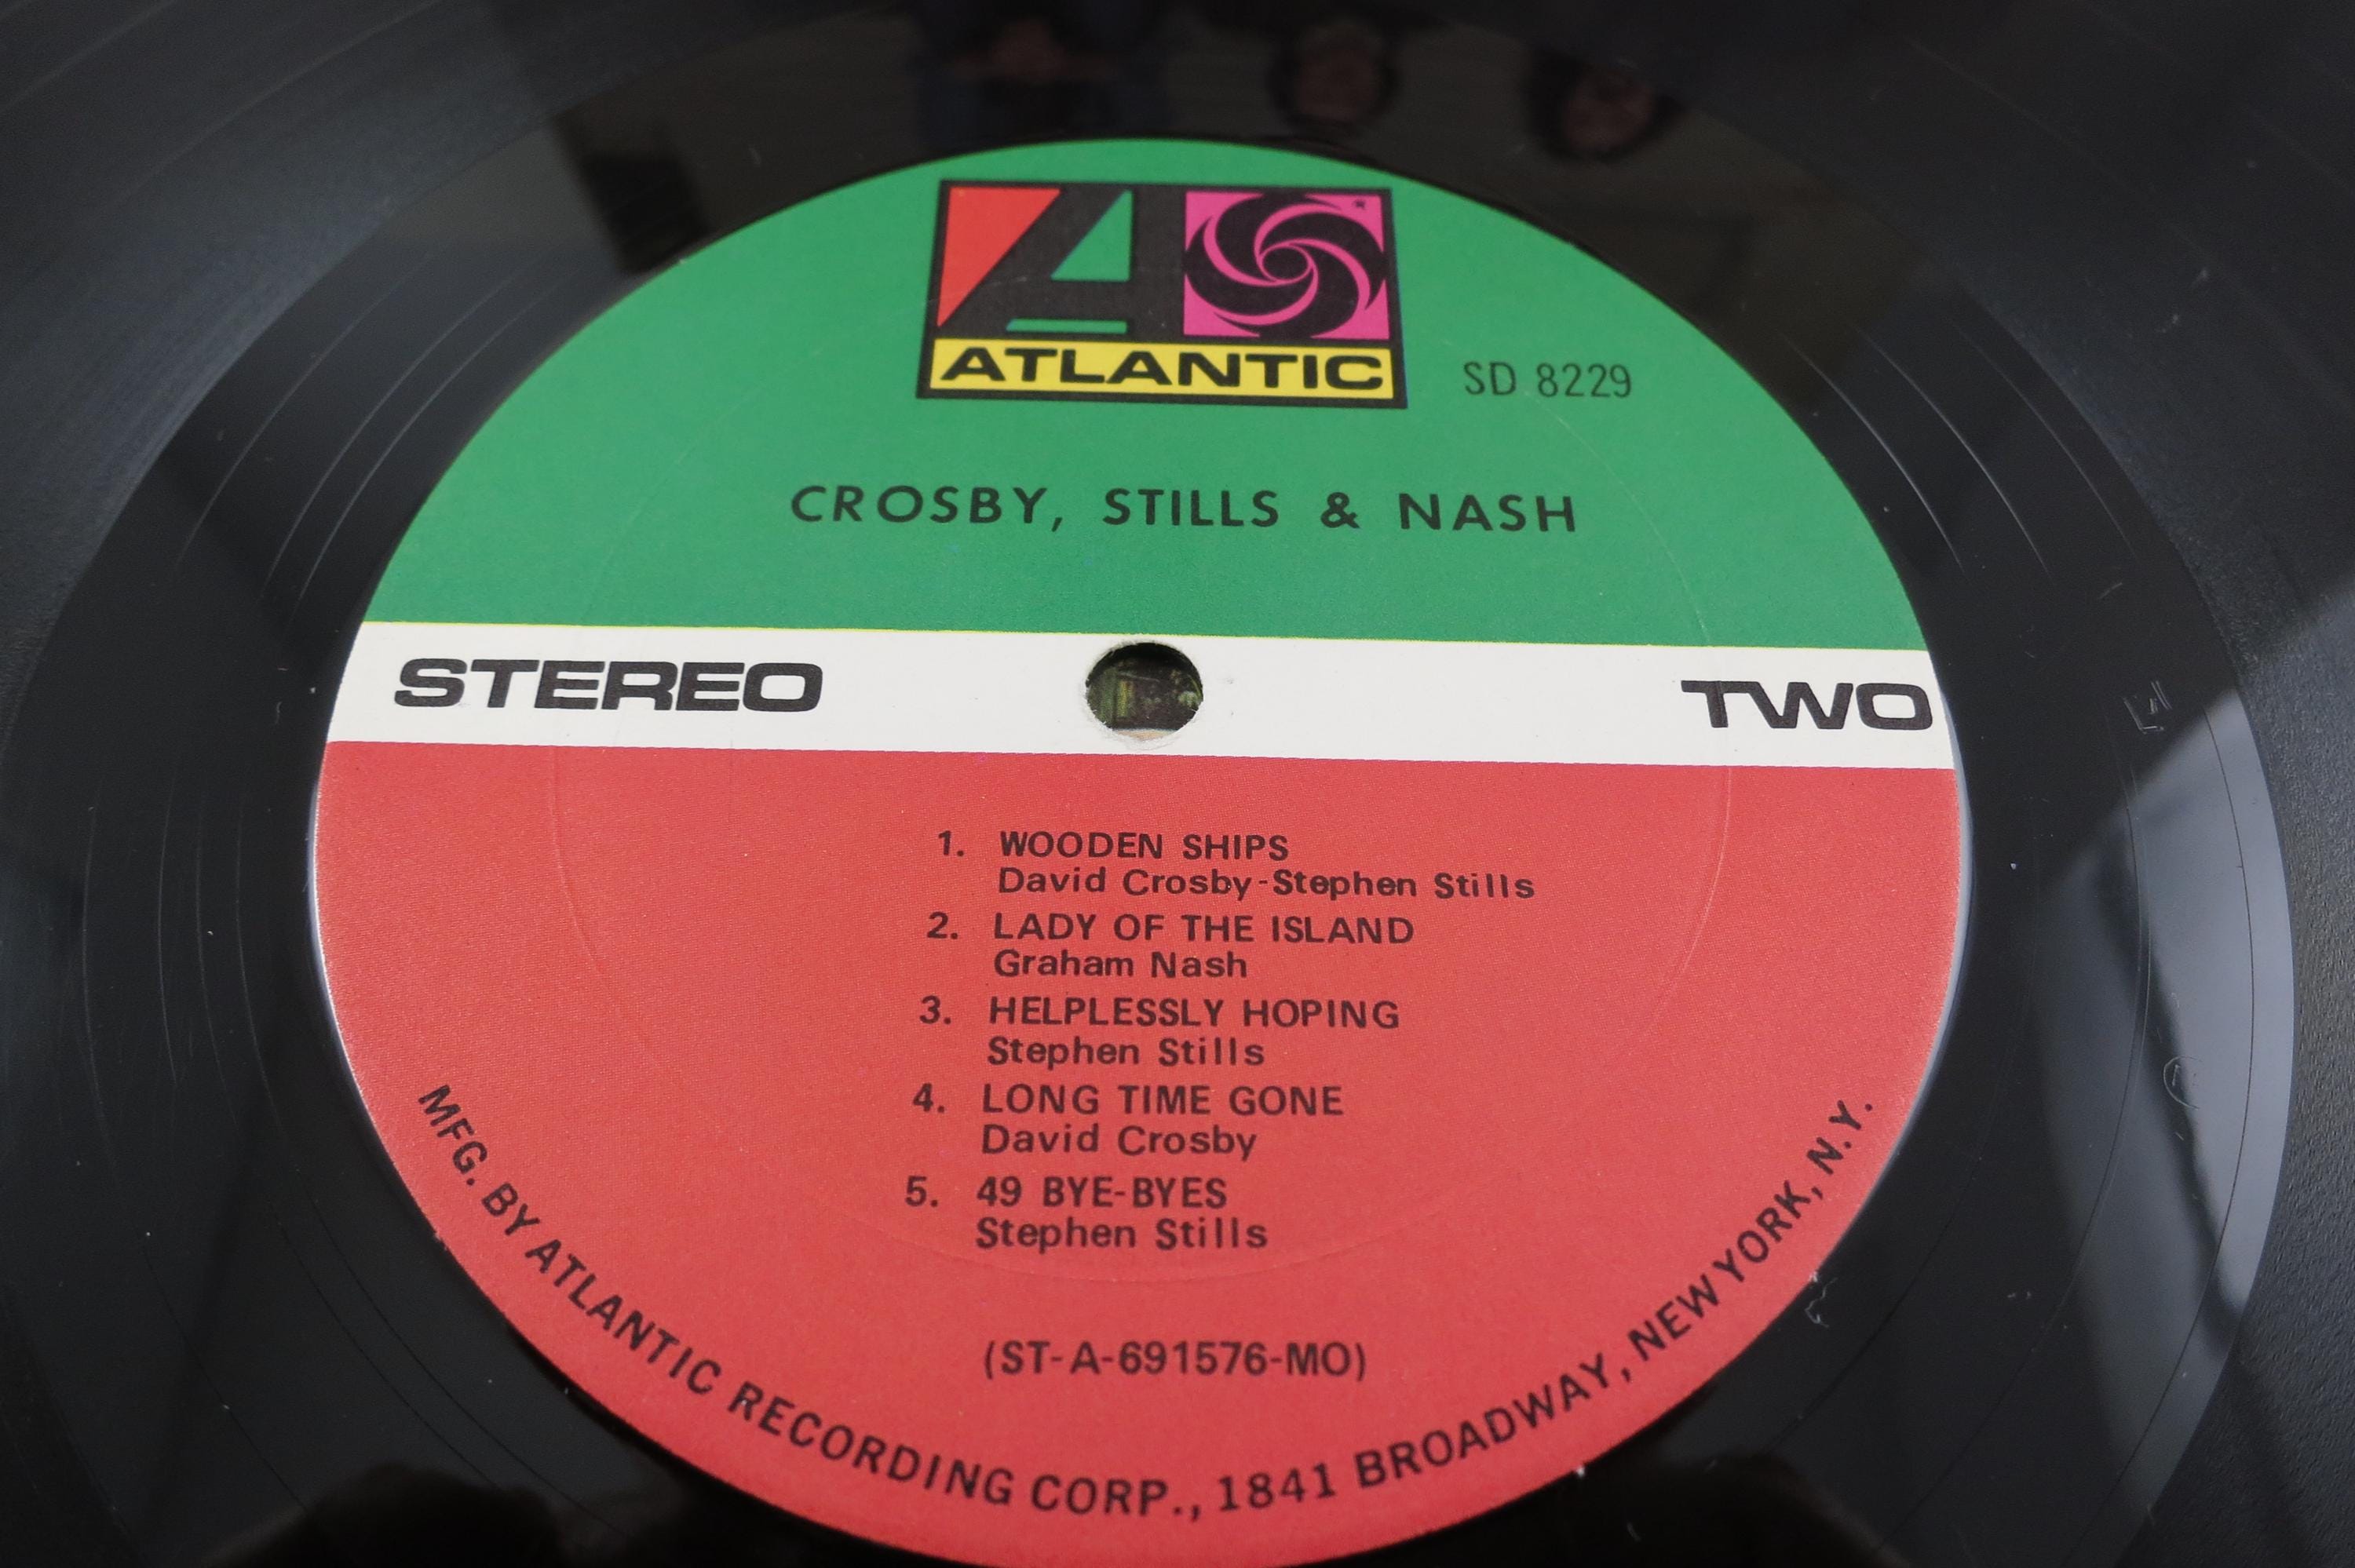 ATLANTIC
SD 8229
CROSBY, STILLS & NASH
STEREO
TWO
1. WOODEN SHIPS
David Crosby-Stephen Stills
2. LADY OF THE ISLAND
Graham Nash
3. HELPLESSLY HOPING
Stephen Stills
4. LONG TIME GONE
David Crosby
5. 49 BYE-BYES
Stephen Stills
(ST-A-691576-MO)
MFG. BY ATLANTIC RECORDING CORP., 1841 BROADWAY, NEW YORK, N.Y.